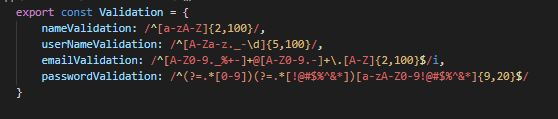 export const Validation = {
nameValidation: /^[a-zA-Z]{2,100}/,
userNameValidation: /^[A-Za-z._-\d]{5,100}/,
emailValidation: /^[A-Z0-9._%+-]+@[A-Z0-9.-]+\.[A-Z]{2,100}$/i,
passwordValidation: /^(?=.*[0-9])(?=.*[!@#$%^&*])[a-zA-Z0-9!@#$%^&*]{9,20}$/
}